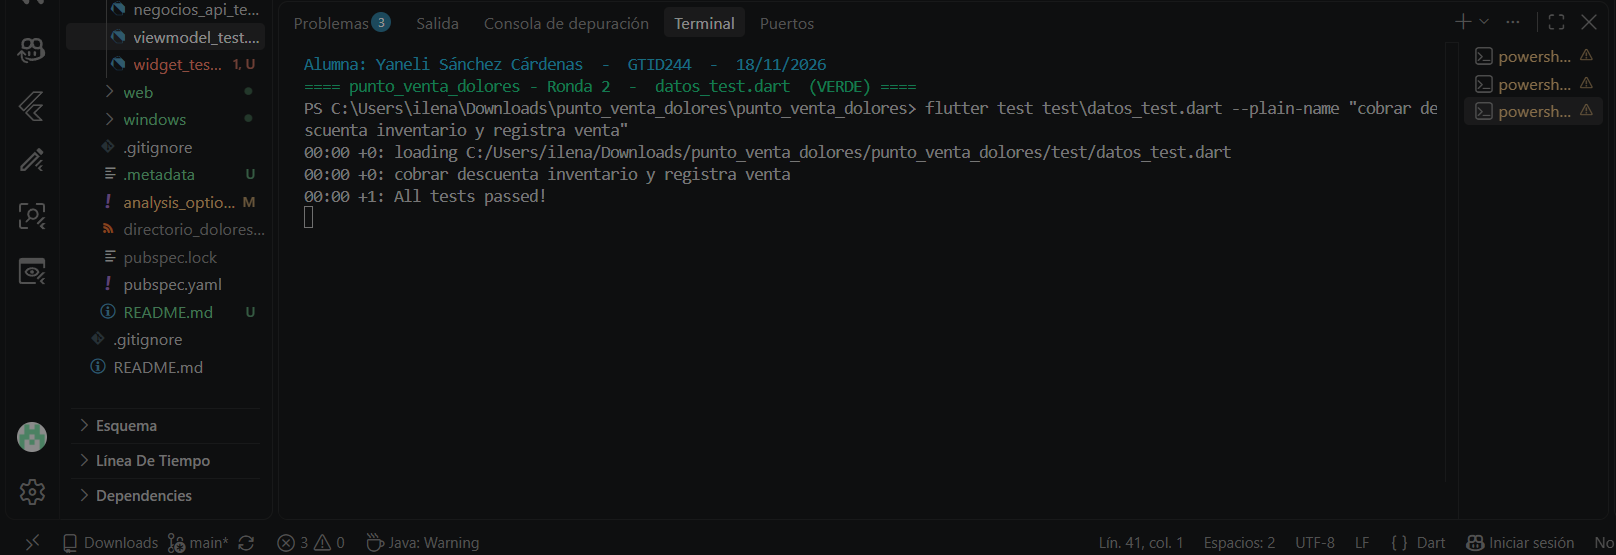 negocios_api_te...
viewmodel_test....
widget_tes... 1, U
web
windows
.gitignore
.metadata U
analysis_optio... M
directorio_dolores...
pubspec.lock
pubspec.yaml
README.md U
.gitignore
README.md
Esquema
Línea De Tiempo
Dependencies
Problemas 3 Salida Consola de depuración Terminal Puertos
Alumna: Yaneli Sánchez Cárdenas - GTID244 - 18/11/2026
==== punto_venta_dolores - Ronda 2 - datos_test.dart (VERDE) ====
PS C:\Users\ilena\Downloads\punto_venta_dolores\punto_venta_dolores> flutter test test\datos_test.dart --plain-name "cobrar de
scuenta inventario y registra venta"
00:00 +0: loading C:/Users/ilena/Downloads/punto_venta_dolores/punto_venta_dolores/test/datos_test.dart
00:00 +0: cobrar descuenta inventario y registra venta
00:00 +1: All tests passed!
powersh...
powersh...
powersh...
Downloads main* 3 0 Java: Warning Lín. 41, col. 1 Espacios: 2 UTF-8 LF { } Dart Iniciar sesión No